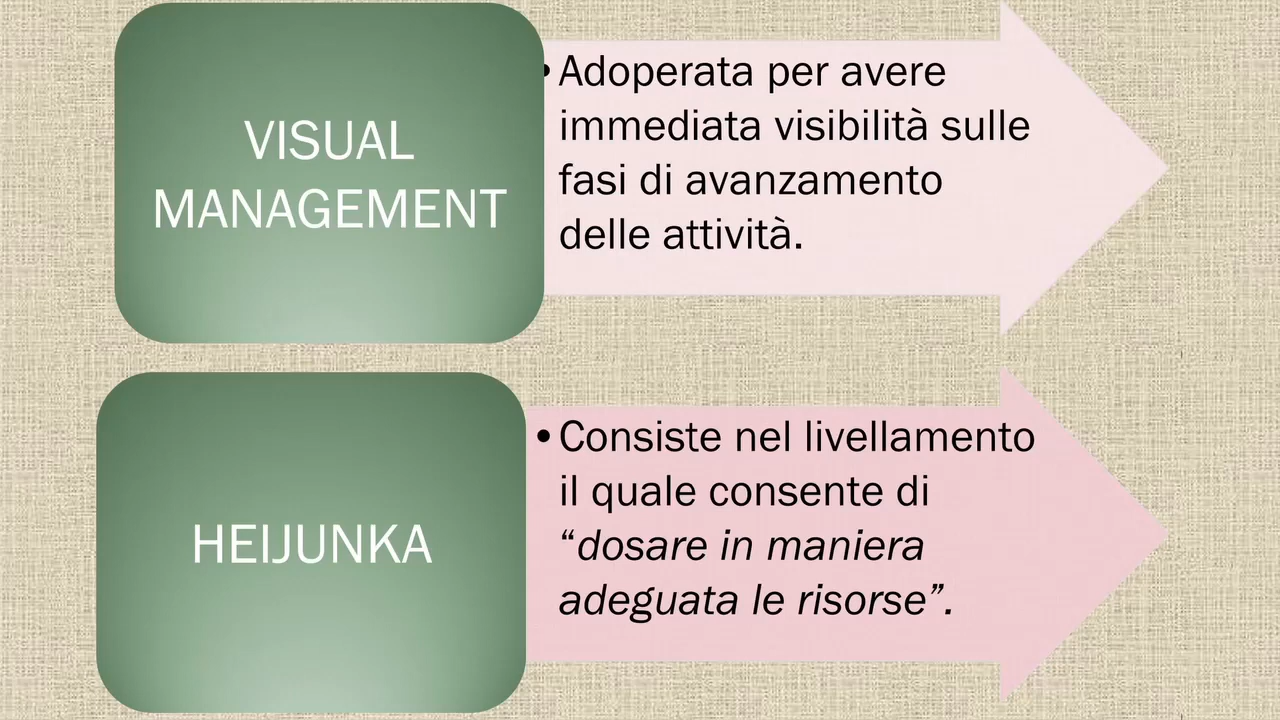 VISUAL
MANAGEMENT
• Adoperata per avere
immediata visibilità sulle
fasi di avanzamento
delle attività.
HEIJUNKA
• Consiste nel livellamento
il quale consente di
“dosare in maniera
adeguata le risorse”.